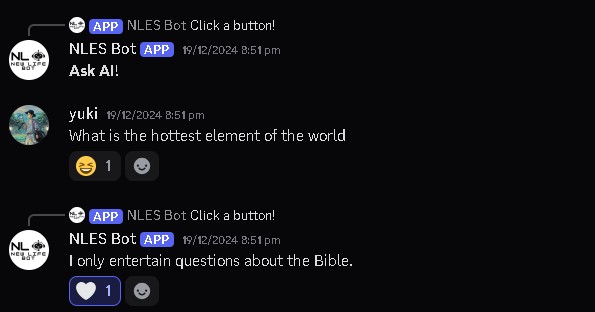 APP NLES Bot Click a button!
NLES Bot APP 19/12/2024 8:51 pm
NL
NEW LIFE
BOT
Ask AI!
yuki 19/12/2024 8:51 pm
What is the hottest element of the world
1
APP NLES Bot Click a button!
NLES Bot APP 19/12/2024 8:51 pm
NL
NEW LIFE
BOT
I only entertain questions about the Bible.
1